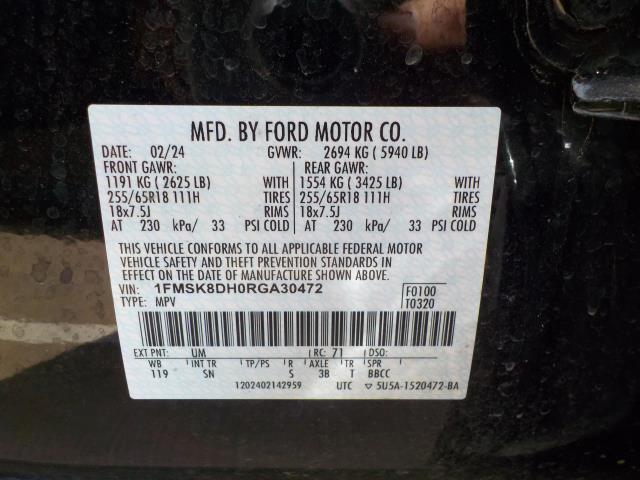 MFD. BY FORD MOTOR CO.
DATE: 02/24 GVWR: 2694 KG ( 5940 LB)
FRONT GAWR: REAR GAWR:
1191 KG ( 2625 LB) WITH 1554 KG ( 3425 LB) WITH
255/65R18 111H TIRES 255/65R18 111H TIRES
18x7.5J RIMS 18x7.5J RIMS
AT 230 kPa/ 33 PSI COLD AT 230 kPa/ 33 PSI COLD
THIS VEHICLE CONFORMS TO ALL APPLICABLE FEDERAL MOTOR
VEHICLE SAFETY AND THEFT PREVENTION STANDARDS IN
EFFECT ON THE DATE OF MANUFACTURE SHOWN ABOVE.
VIN: 1FMSK8DH0RGA30472 F0100
TYPE: MPV T0320
EXT PNT: UM RC: 71 DSO:
WB INT TR TP/PS R AXLE TR SPR
119 SN S 3B T BBCC
1202402142959 UTC ▽ 5U5A-1520472-BA